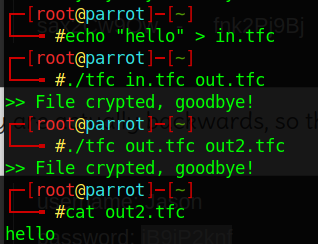 ┌─[root@parrot]─[~]
└──╼ #echo "hello" > in.tfc
┌─[root@parrot]─[~]
└──╼ #./tfc in.tfc out.tfc
>> File crypted, goodbye!
┌─[root@parrot]─[~]
└──╼ #./tfc out.tfc out2.tfc
>> File crypted, goodbye!
┌─[root@parrot]─[~]
└──╼ #cat out2.tfc
hello